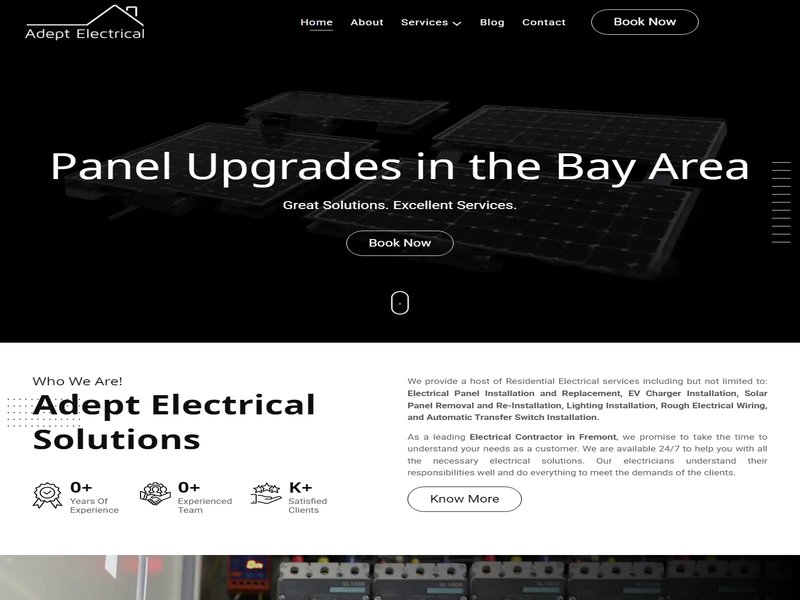 Adept Electrical
Home About Services Blog Contact Book Now
Panel Upgrades in the Bay Area
Great Solutions. Excellent Services.
Book Now
Who We Are!
Adept Electrical
Solutions
0+
Years Of
Experience
0+
Experienced
Team
K+
Satisfied
Clients
We provide a host of Residential Electrical services including but not limited to:
Electrical Panel Installation and Replacement, EV Charger Installation, Solar
Panel Removal and Re-Installation, Lighting Installation, Rough Electrical Wiring,
and Automatic Transfer Switch Installation.
As a leading Electrical Contractor in Fremont, we promise to take the time to
understand your needs as a customer. We are available 24/7 to help you with all
the necessary electrical solutions. Our electricians understand their
responsibilities well and do everything to meet the demands of the clients.
Know More